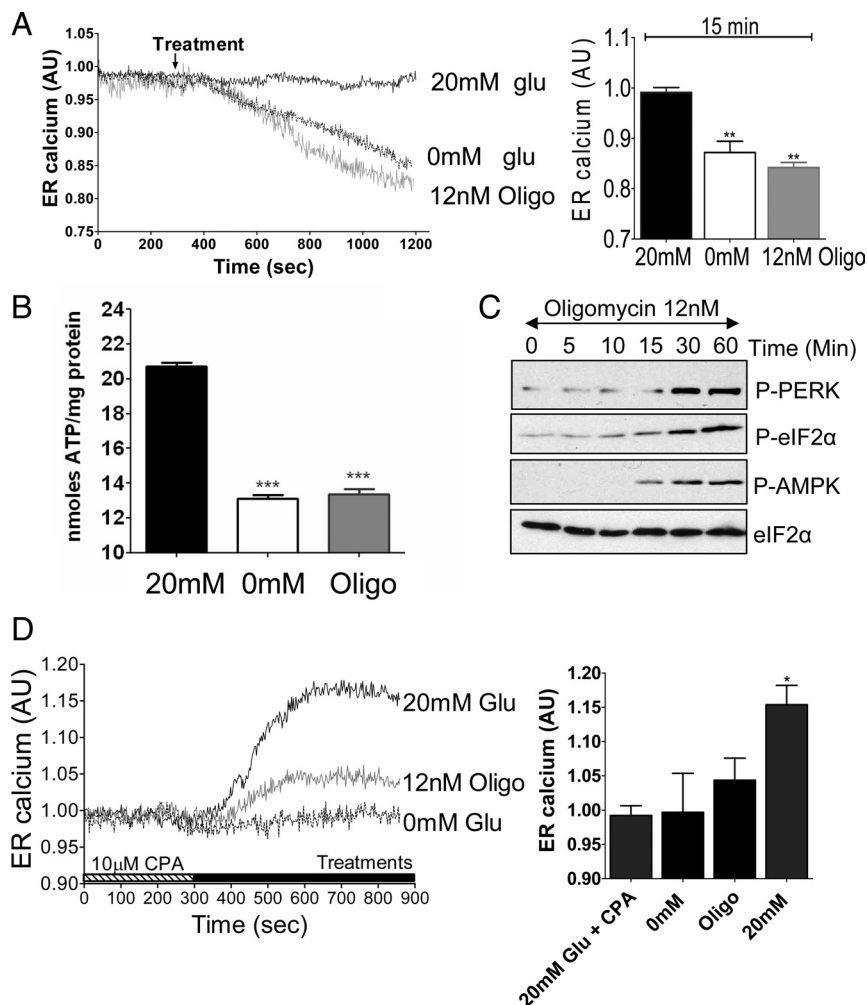 A
ER calcium (AU)
1.05
1.00
0.95
0.90
0.85
0.80
0.75
Treatment
20mM glu
0mM glu
12nM Oligo
0 200 400 600 800 1000 1200
Time (sec)
15 min
ER calcium (AU)
1.1
1.0
0.9
0.8
0.7
**
**
20mM 0mM 12nM Oligo
B
nmoles ATP/mg protein
24
22
20
18
16
14
12
10
***
***
20mM 0mM Oligo
C
Oligomycin 12nM
0 5 10 15 30 60 Time (Min)
P-PERK
P-eIF2α
P-AMPK
eIF2α
D
ER calcium (AU)
1.20
1.15
1.10
1.05
1.00
0.95
0.90
20mM Glu
12nM Oligo
0mM Glu
10μM CPA
Treatments
0 100 200 300 400 500 600 700 800 900
Time (sec)
ER calcium (AU)
1.20
1.15
1.10
1.05
1.00
0.95
0.90
*
20mM Glu + CPA
0mM
Oligo
20mM